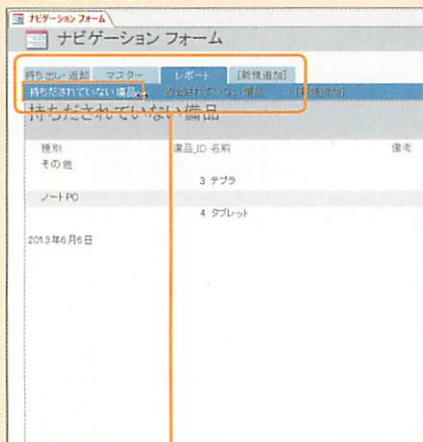 ナビゲーション フォーム
ナビゲーション フォーム
持ち出し・返却 マスター レポート [新規追加]
持ちだされていない備品 [新規追加]
持ちだされていない備品
種別 備品_ID 名前 備考
その他
3 テプラ
ノートPC
4 タブレット
2013年6月6日